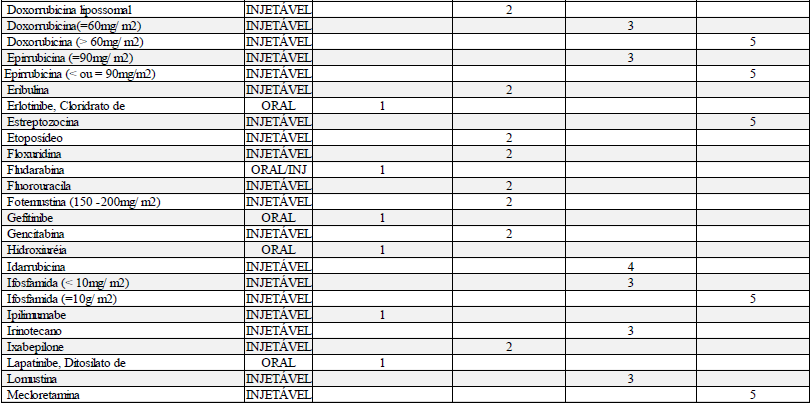 Doxorrubicina lipossomal INJETÁVEL 2
Doxorrubicina(=60mg/ m2) INJETÁVEL 3
Doxorubicina (> 60mg/ m2) INJETÁVEL 5
Epirrubicina (=90mg/ m2) INJETÁVEL 3
Epirrubicina (< ou = 90mg/m2) INJETÁVEL 5
Eribulina INJETÁVEL 2
Erlotinibe, Cloridrato de ORAL 1
Estreptozocina INJETÁVEL 5
Etoposídeo INJETÁVEL 2
Floxuridina INJETÁVEL 2
Fludarabina ORAL/INJ 1
Fluorouracila INJETÁVEL 2
Fotemustina (150 -200mg/ m2) INJETÁVEL 2
Gefitinibe ORAL 1
Gencitabina INJETÁVEL 2
Hidroxiuréia ORAL 1
Idarrubicina INJETÁVEL 4
Ifosfamida (< 10mg/ m2) INJETÁVEL 3
Ifosfamida (=10g/ m2) INJETÁVEL 5
Ipilimumabe INJETÁVEL 1
Irinotecano INJETÁVEL 3
Ixabepilone INJETÁVEL 2
Lapatinibe, Ditosilato de ORAL 1
Lomustina INJETÁVEL 3
Mecloretamina INJETÁVEL 5